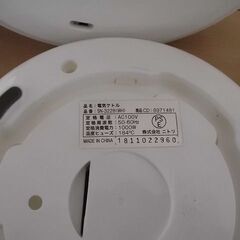 品名：電気ケトル
品番：SN-3228(WH) 商品CD：8971481
定格電圧：AC100V
定格周波数：50-60Hz
定格消費電力：1000W
温度ヒューズ：184℃ 株式会社 ニトリ
MADE IN CHINA
1811022960